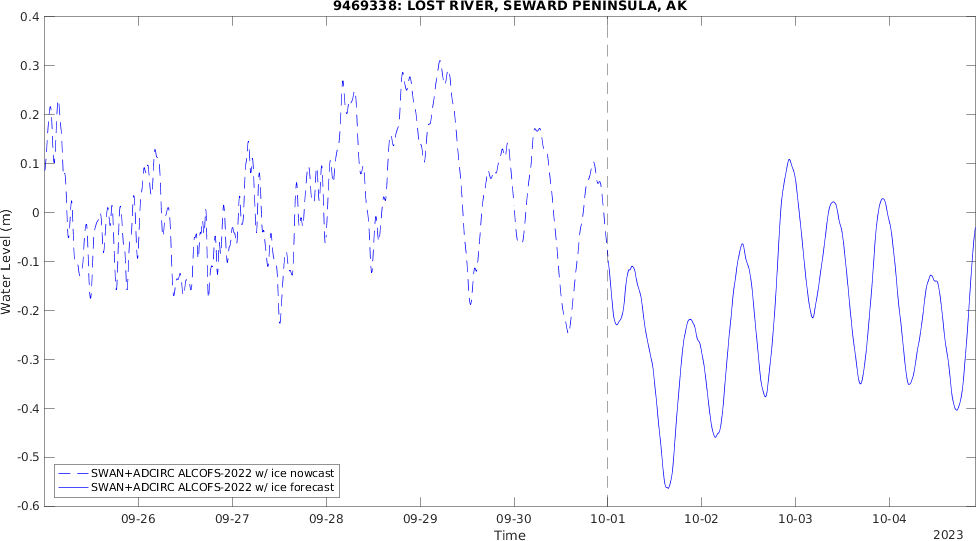 9469338: LOST RIVER, SEWARD PENINSULA, AK
0.4
0.3
0.2
0.1
0
-0.1
-0.2
-0.3
-0.4
-0.5
-0.6
Water Level (m)
SWAN+ADCIRC ALCOFS-2022 w/ ice nowcast
SWAN+ADCIRC ALCOFS-2022 w/ ice forecast
09-26 09-27 09-28 09-29 09-30 10-01 10-02 10-03 10-04
Time
2023